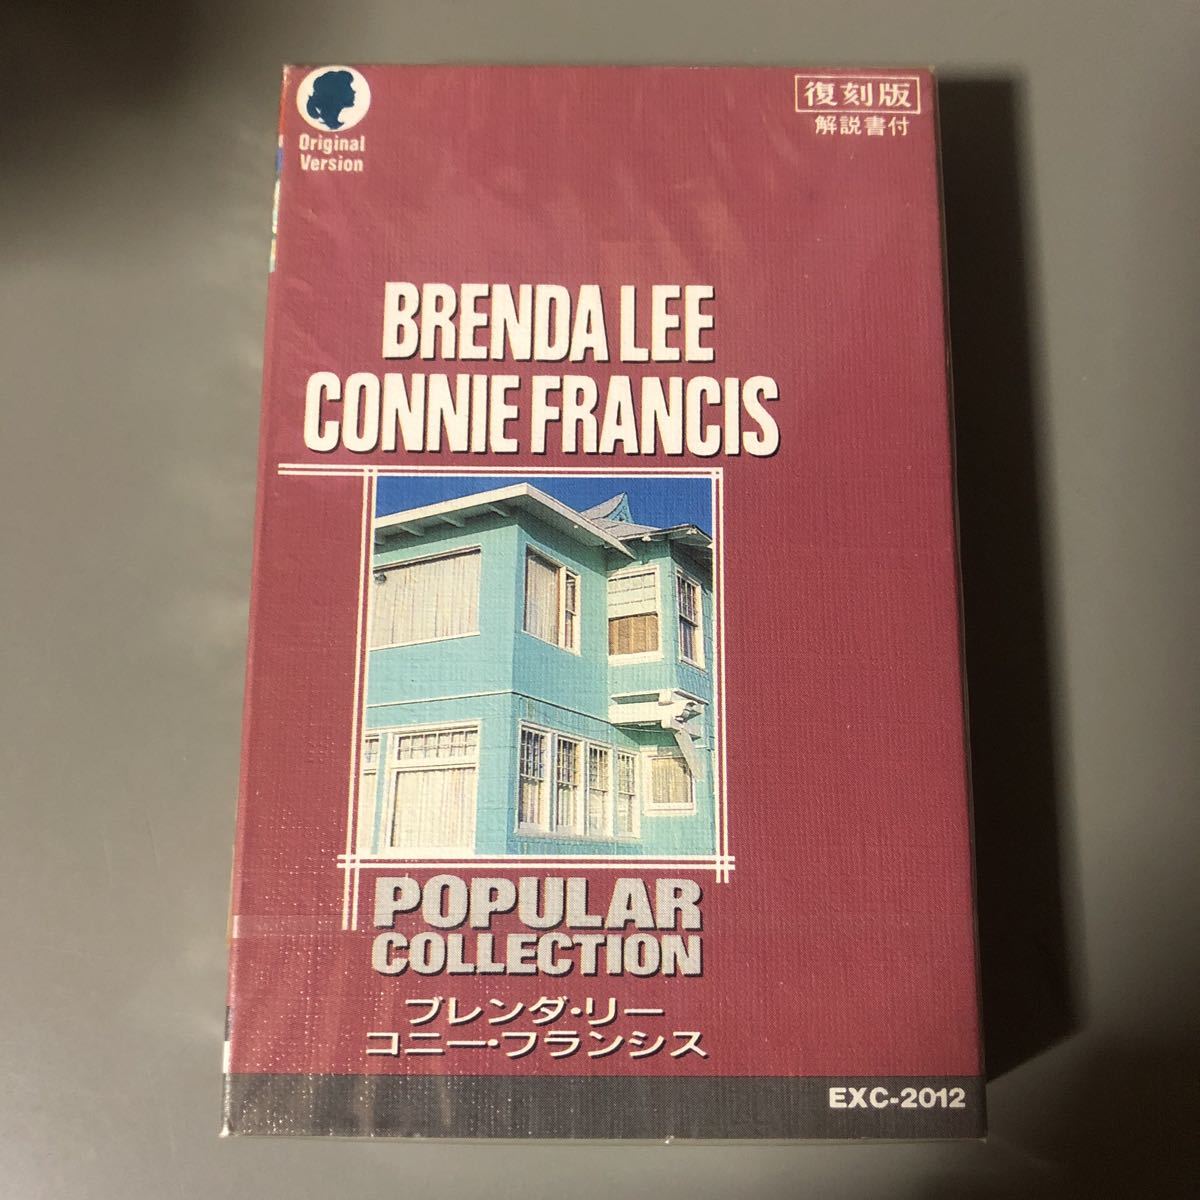 Original
Version
復刻版
解説書付
BRENDA LEE
CONNIE FRANCIS
POPULAR
COLLECTION
ブレンダ・リー
コニー・フランシス
EXC-2012